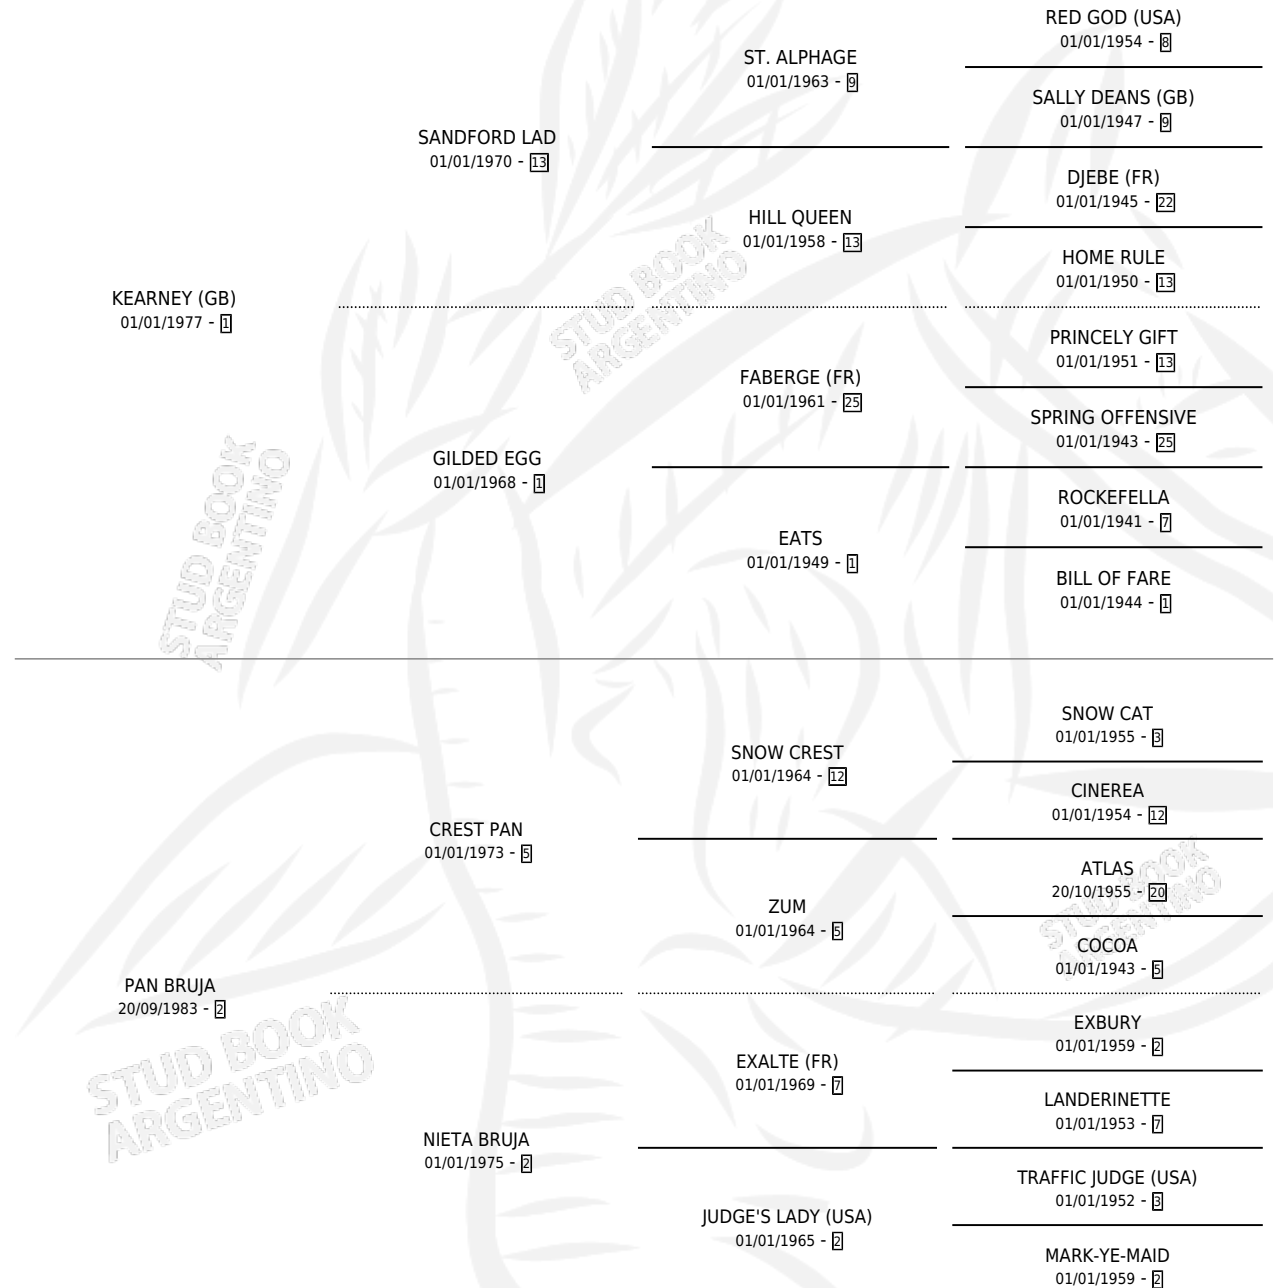 RED GOD (USA)
01/01/1954 - 8
ST. ALPHAGE
01/01/1963 - 9
SALLY DEANS (GB)
01/01/1947 - 9
SANDFORD LAD
01/01/1970 - 13
DJEBE (FR)
01/01/1945 - 22
HILL QUEEN
01/01/1958 - 13
HOME RULE
01/01/1950 - 13
KEARNEY (GB)
01/01/1977 - 1
STUD BOOK
ARGENTINO
PRINCELY GIFT
01/01/1951 - 13
FABERGE (FR)
01/01/1961 - 25
SPRING OFFENSIVE
01/01/1943 - 25
GILDED EGG
01/01/1968 - 1
ROCKEFELLA
01/01/1941 - 7
EATS
01/01/1949 - 1
BILL OF FARE
01/01/1944 - 1
STUD BOOK
ARGENTINO
SNOW CAT
01/01/1955 - 3
SNOW CREST
01/01/1964 - 12
CINEREA
01/01/1954 - 12
CREST PAN
01/01/1973 - 5
ATLAS
20/10/1955 - 20
ZUM
01/01/1964 - 5
STUD BOOK
ARGENTINO
COCOA
01/01/1943 - 5
PAN BRUJA
20/09/1983 - 2
STUD BOOK
ARGENTINO
EXBURY
01/01/1959 - 2
EXALTE (FR)
01/01/1969 - 7
LANDERINETTE
01/01/1953 - 7
NIETA BRUJA
01/01/1975 - 2
TRAFFIC JUDGE (USA)
01/01/1952 - 3
JUDGE'S LADY (USA)
01/01/1965 - 2
MARK-YE-MAID
01/01/1959 - 2